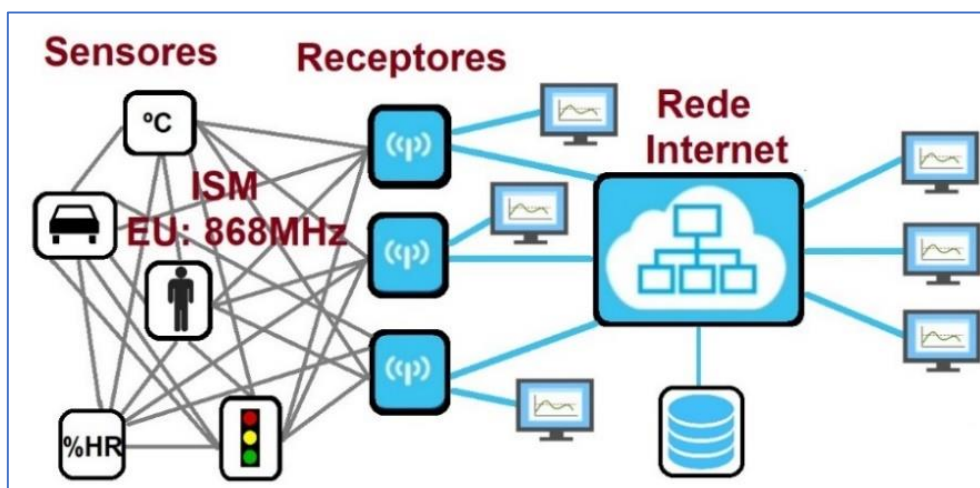 Sensores
Receptores
ºC
Rede
Internet
ISM
EU: 868MHz
%HR